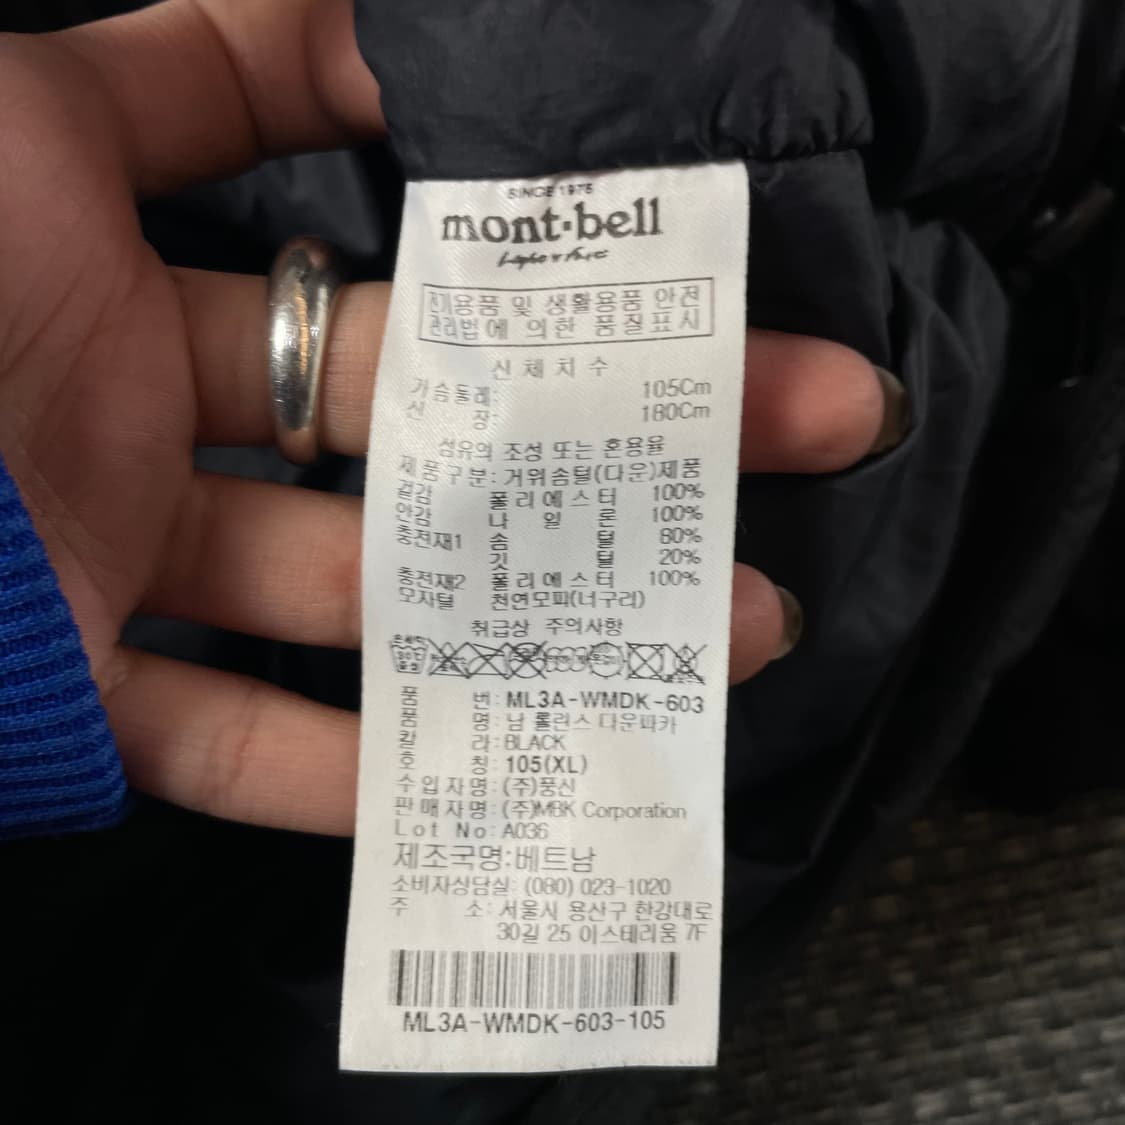 SINCE 1975
mont·bell
Light & Fast
전기용품 및 생활용품 안전
관리법에 의한 품질표시
신체치수
가슴둘레: 105Cm
신 장: 180Cm
섬유의 조성 또는 혼용율
제품구분: 거위솜털(다운)제품
겉감 폴리에스터 100%
안감 나일론 100%
충전재1 솜털 80%
깃털 20%
충전재2 폴리에스터 100%
모자털 천연모피(너구리)
취급상 주의사항
품 번: ML3A-WMDK-603
품 명: 남 롤린스 다운파카
칼 라: BLACK
호 칭: 105(XL)
수입자명: (주)풍신
판매자명: (주)MBK Corporation
Lot No: A036
제조국명:베트남
소비자상담실: (080) 023-1020
주 소: 서울시 용산구 한강대로
30길 25 아스테리움 7F
ML3A-WMDK-603-105